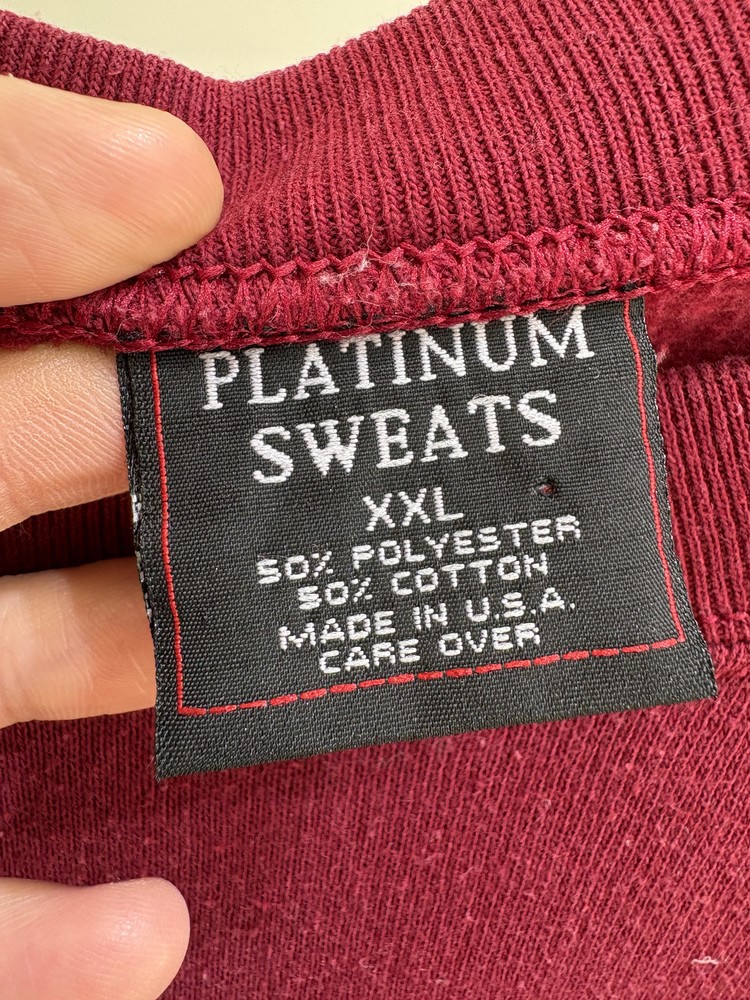 PLATINUM
SWEATS
XXL
50% POLYESTER
50% COTTON
MADE IN U.S.A.
CARE OVER